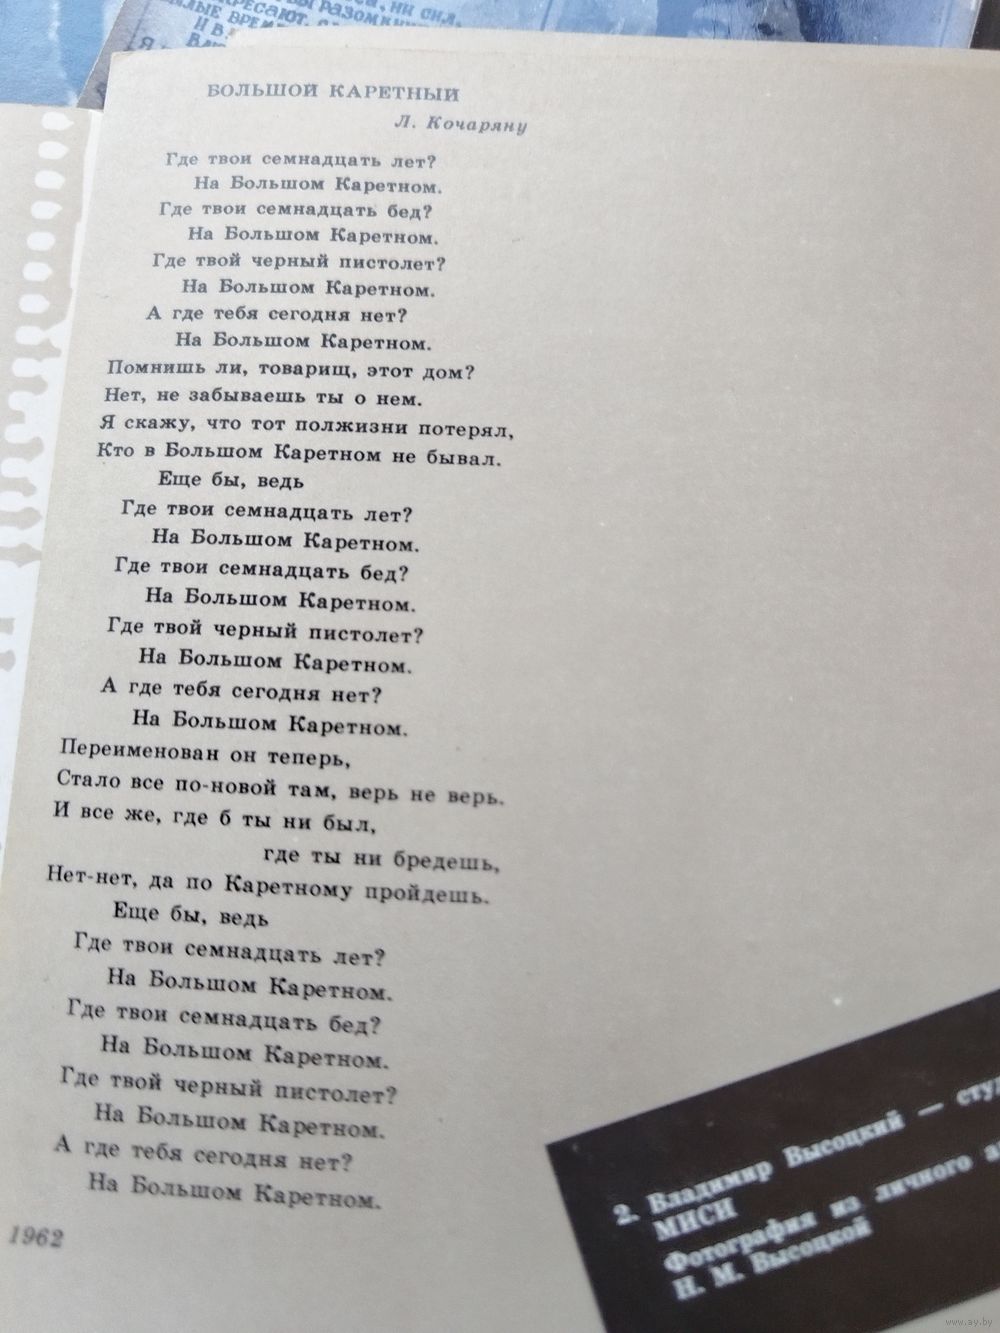 БОЛЬШОЙ КАРЕТНЫЙ
Л. Кочаряну
Где твои семнадцать лет?
На Большом Каретном.
Где твои семнадцать бед?
На Большом Каретном.
Где твой черный пистолет?
На Большом Каретном.
А где тебя сегодня нет?
На Большом Каретном.
Помнишь ли, товарищ, этот дом?
Нет, не забываешь ты о нем.
Я скажу, что тот полжизни потерял,
Кто в Большом Каретном не бывал.
Еще бы, ведь
Где твои семнадцать лет?
На Большом Каретном.
Где твои семнадцать бед?
На Большом Каретном.
Где твой черный пистолет?
На Большом Каретном.
А где тебя сегодня нет?
На Большом Каретном.
Переименован он теперь,
Стало все по-новой там, верь не верь.
И все же, где б ты ни был,
где ты ни бредешь,
Нет-нет, да по Каретному пройдешь.
Еще бы, ведь
Где твои семнадцать лет?
На Большом Каретном.
Где твои семнадцать бед?
На Большом Каретном.
Где твой черный пистолет?
На Большом Каретном.
А где тебя сегодня нет?
На Большом Каретном.
1962
2. Владимир Высоцкий —
МИСИ
Фотография из личного
Н. М. Высоцкой
www.ay.by